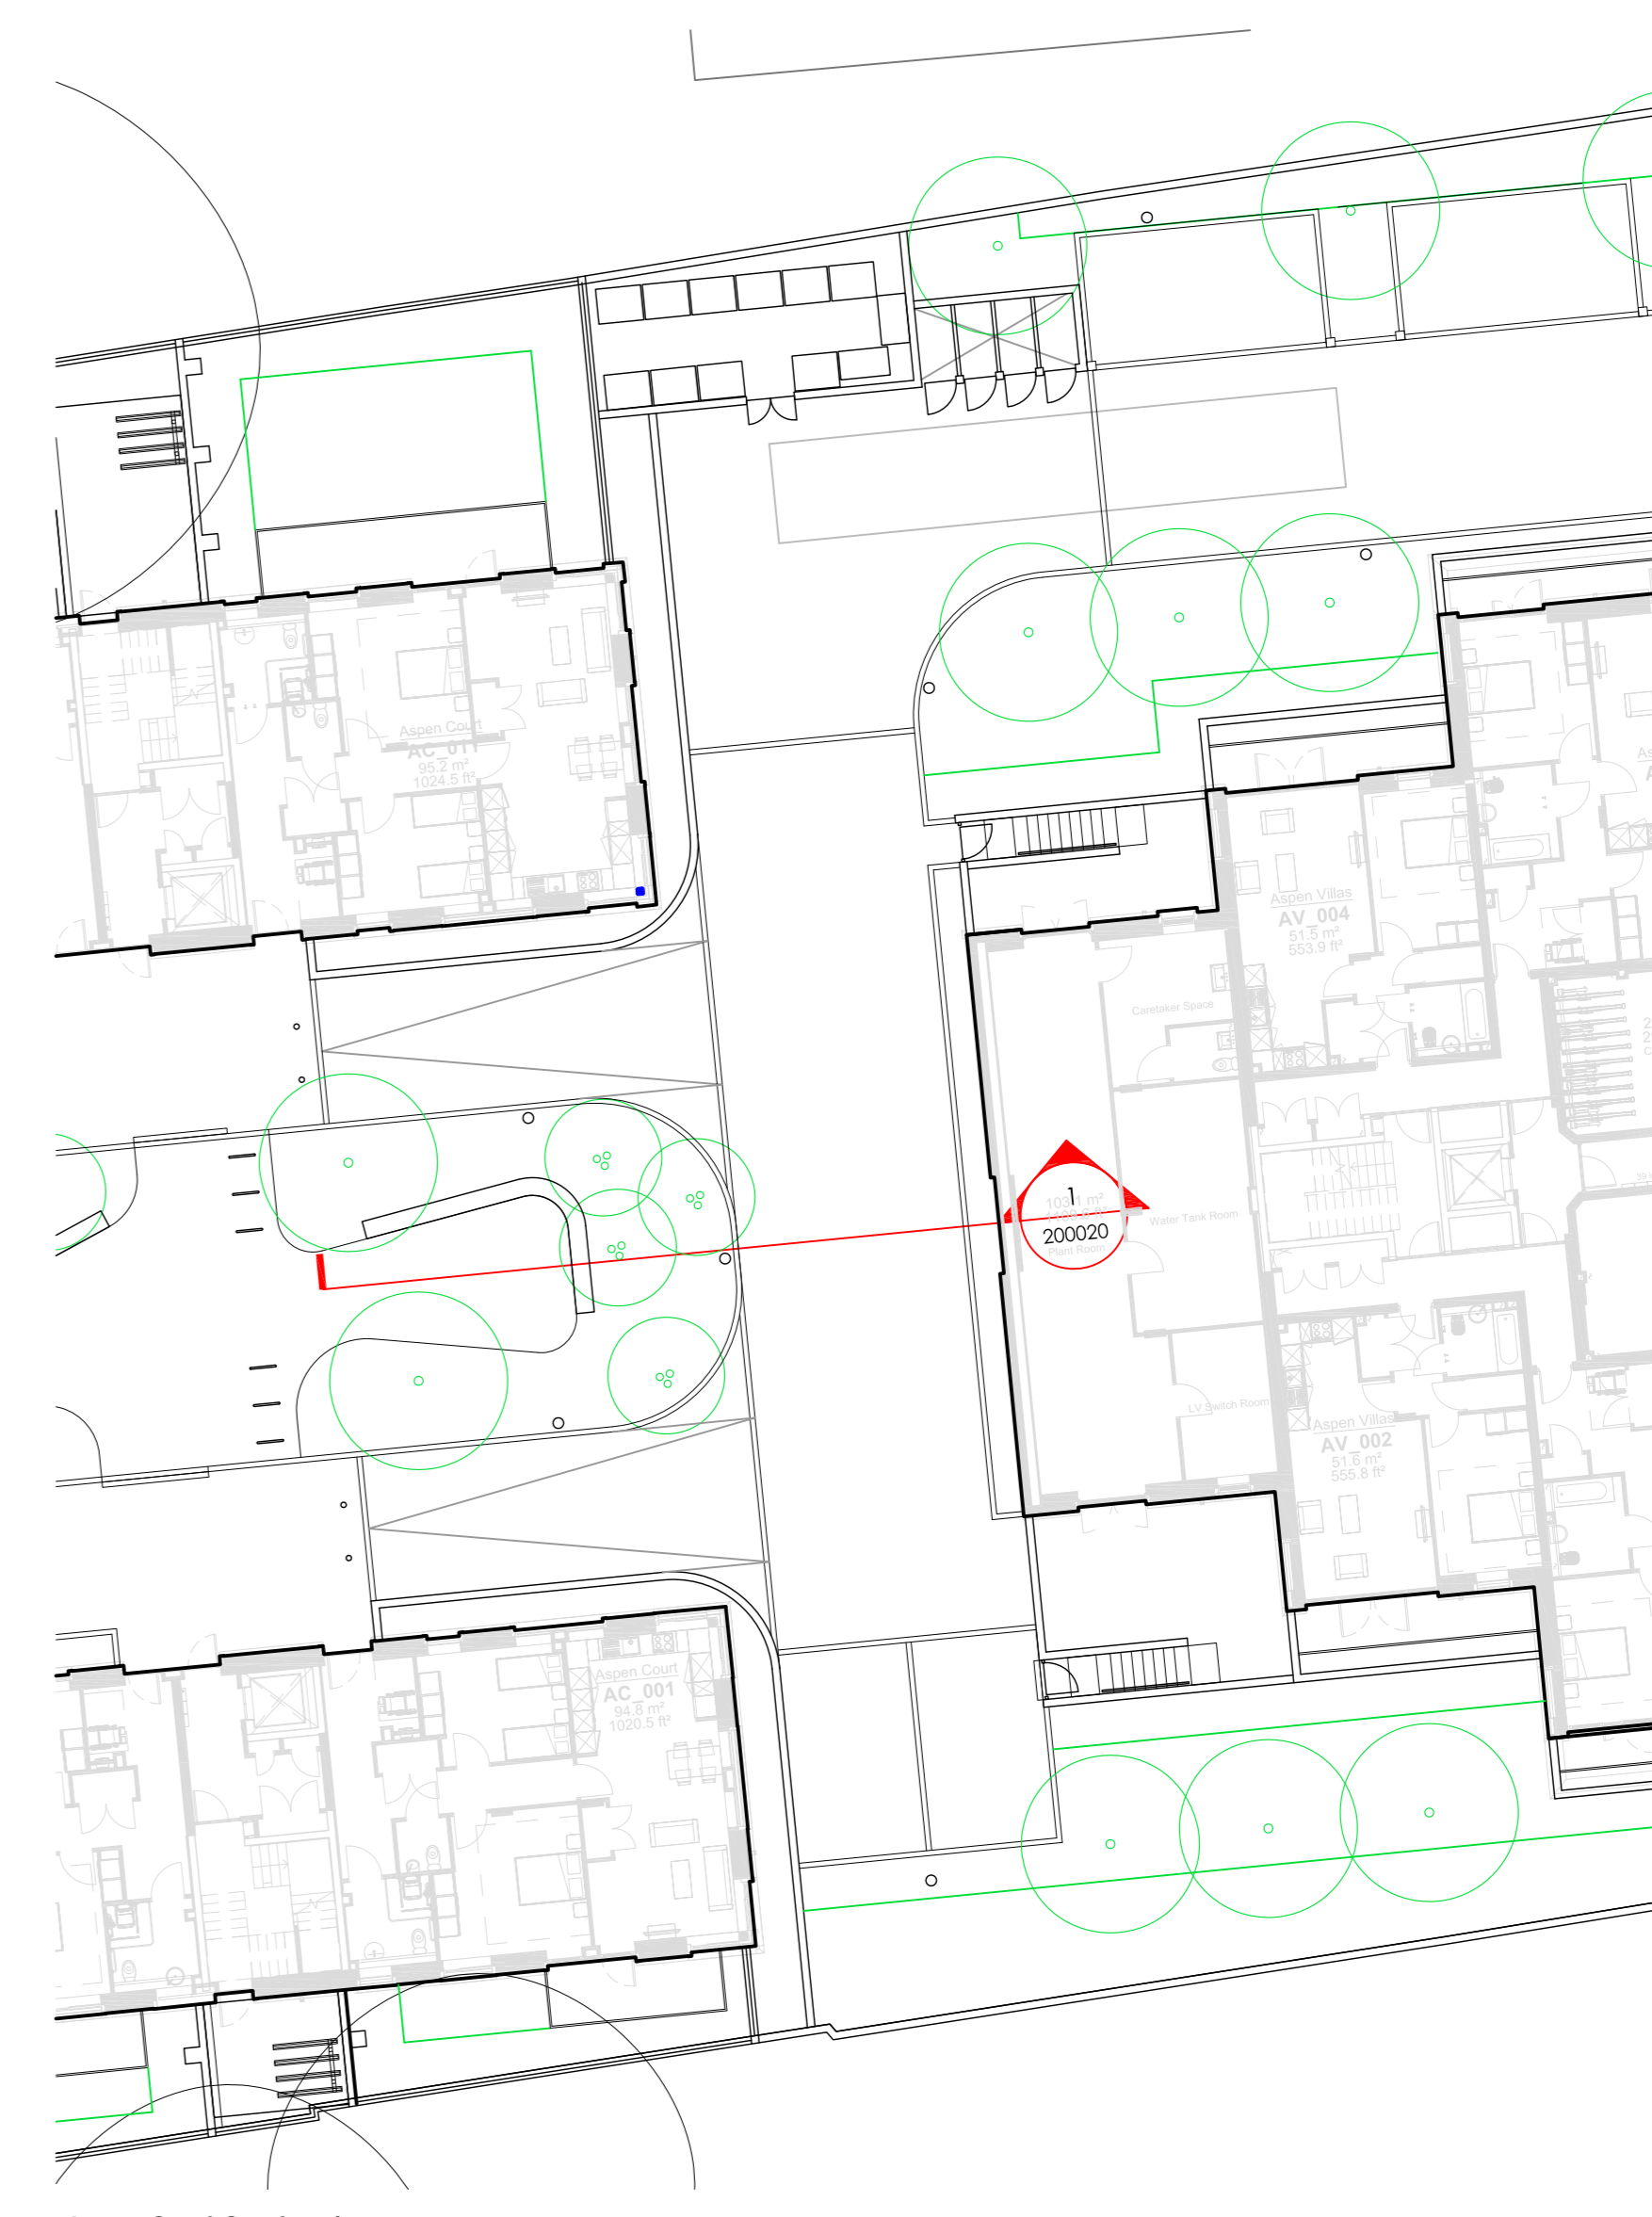 Aspen Court
AC_011
95.2 m²
1024.5 ft²
Aspen Villas
AV_004
51.5 m²
553.9 ft²
Caretaker Space
1
200020
Water Tank Room
Plant Room
LV Switch Room
Aspen Villas
AV_002
51.6 m²
555.8 ft²
Aspen Court
AC_001
94.8 m²
1020.5 ft²